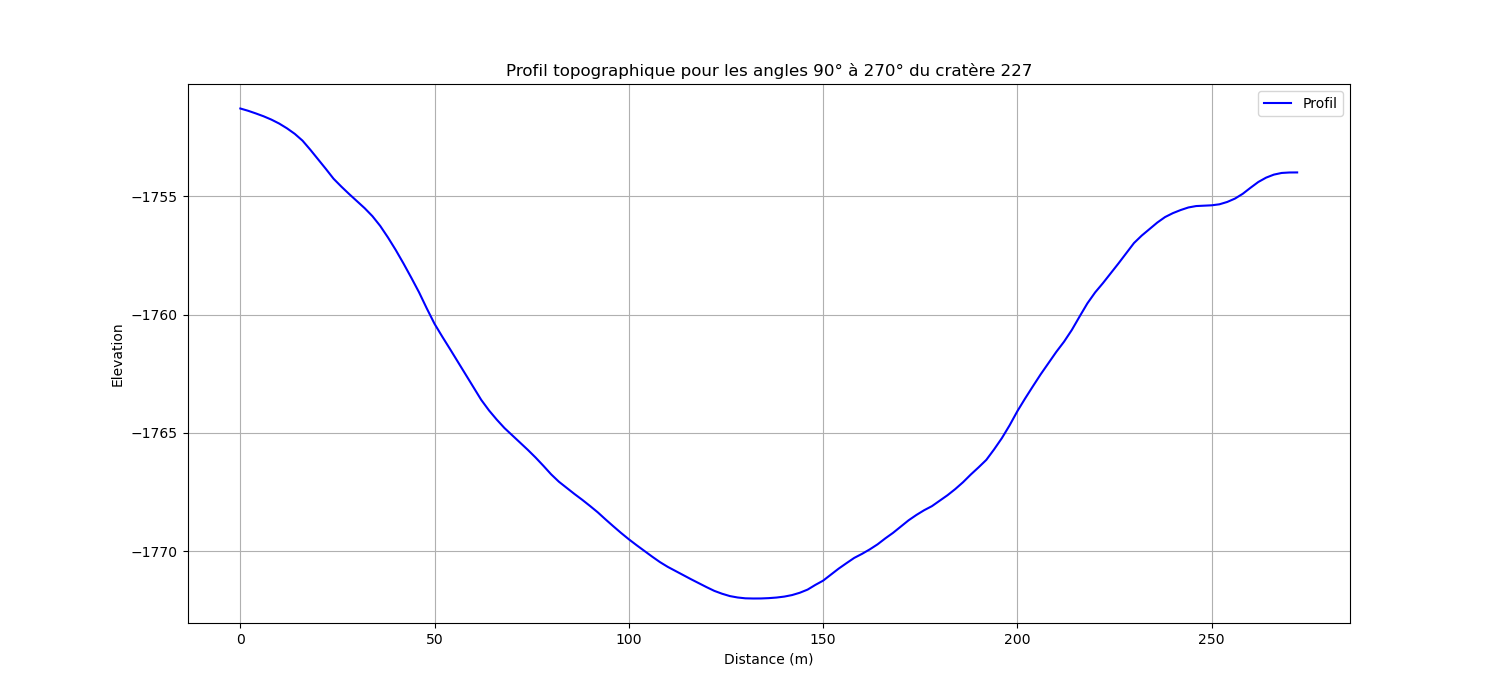 Profil topographique pour les angles 90° à 270° du cratère 227
Profil
−1755
−1760
−1765
−1770
Elevation
0 50 100 150 200 250
Distance (m)